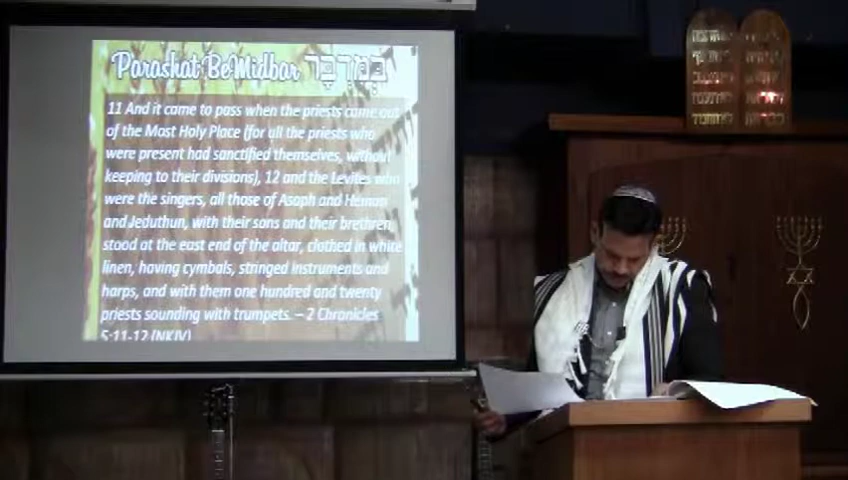 Parashat BeMidbar בְּמִדְבַּר
11 And it came to pass when the priests came out
of the Most Holy Place (for all the priests who
were present had sanctified themselves, without
keeping to their divisions), 12 and the Levites who
were the singers, all those of Asaph and Heman
and Jeduthun, with their sons and their brethren,
stood at the east end of the altar, clothed in white
linen, having cymbals, stringed instruments and
harps, and with them one hundred and twenty
priests sounding with trumpets. – 2 Chronicles
5:11-12 (NKJV)